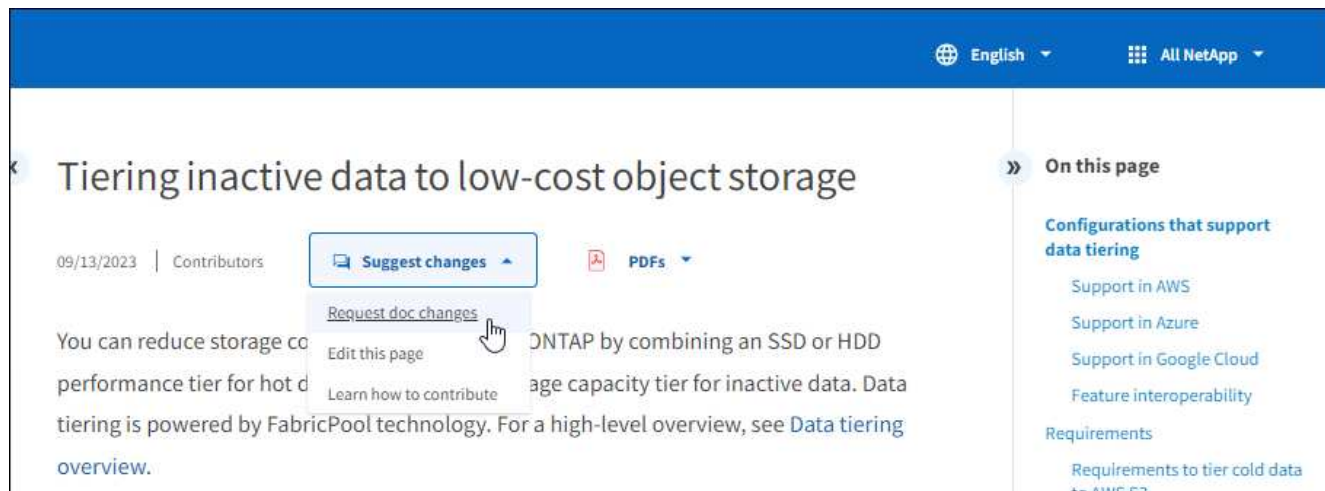 English
All NetApp
Tiering inactive data to low-cost object storage
09/13/2023 | Contributors
Suggest changes
PDFs
Request doc changes
Edit this page
Learn how to contribute
You can reduce storage co ONTAP by combining an SSD or HDD
performance tier for hot d age capacity tier for inactive data. Data
tiering is powered by FabricPool technology. For a high-level overview, see Data tiering
overview.
On this page
Configurations that support
data tiering
Support in AWS
Support in Azure
Support in Google Cloud
Feature interoperability
Requirements
Requirements to tier cold data